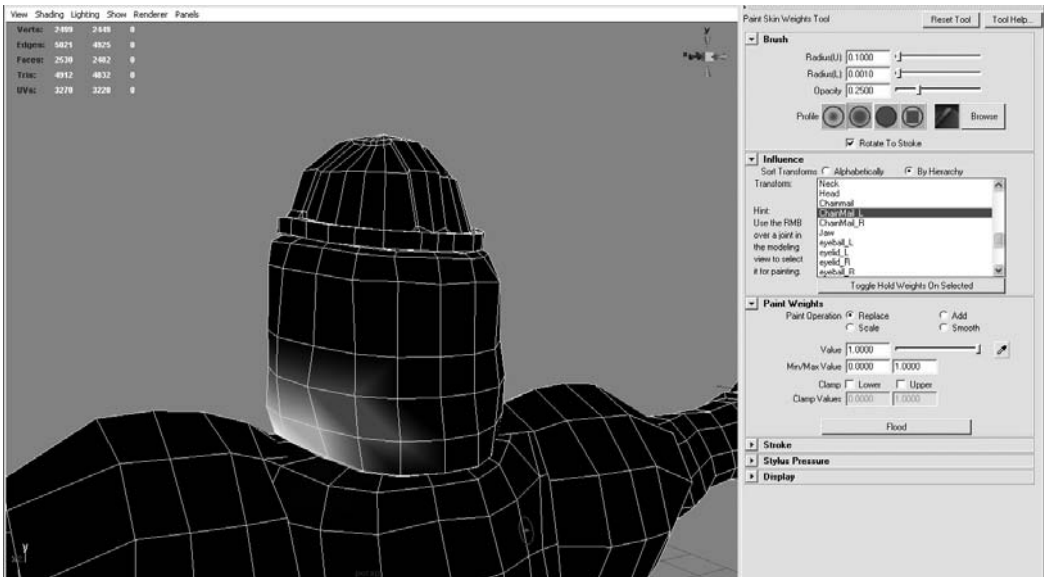 View Shading Lighting Show Renderer Panels
Verts: 2489 2448 0
Edges: 5021 4925 0
Faces: 2530 2482 0
Tris: 4912 4832 0
UVs: 3270 3220 0
y
y
persp
Paint Skin Weights Tool
Reset Tool
Tool Help...
Brush
Radius(U) 0.1000
Radius(L) 0.0010
Opacity 0.2500
Profile
Browse
Rotate To Stroke
Influence
Sort Transforms Alphabetically By Hierarchy
Transform:
Neck
Head
Chainmail
ChainMail_L
ChainMail_R
Jaw
eyeball_L
eyelid_L
eyelid_R
eyeball_R
Hint:
Use the RMB
over a joint in
the modeling
view to select
it for painting.
Toggle Hold Weights On Selected
Paint Weights
Paint Operation Replace Add
Scale Smooth
Value 1.0000
Min/Max Value 0.0000 1.0000
Clamp Lower Upper
Clamp Values 0.0000 1.0000
Flood
Stroke
Stylus Pressure
Display